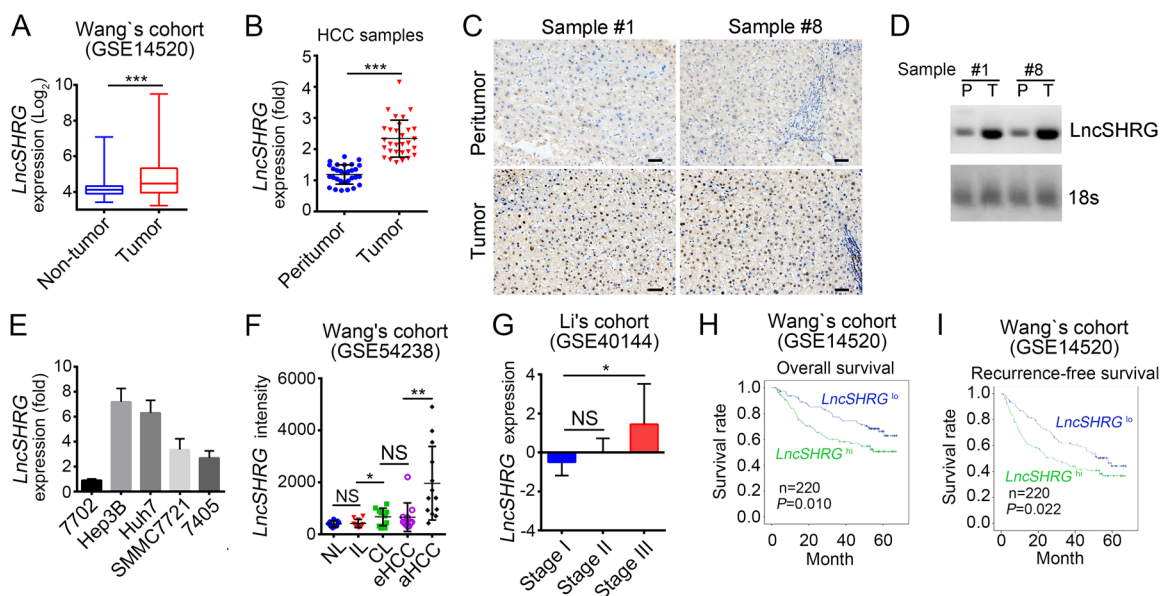 A
Wang`s cohort
(GSE14520)
***
LncSHRG
expression (Log2)
10
8
6
4
Non-tumor
Tumor
B
HCC samples
***
LncSHRG
expression (fold)
5
4
3
2
1
0
Peritumor
Tumor
C
Sample #1
Sample #8
Peritumor
Tumor
D
Sample
#1
#8
P T P T
LncSHRG
18s
E
LncSHRG
expression (fold)
10
8
6
4
2
0
7702
Hep3B
Huh7
SMMC7721
7405
F
Wang's cohort
(GSE54238)
LncSHRG intensity
6000
4000
2000
0
NS
*
NS
**
NL
IL
CL
eHCC
aHCC
G
Li's cohort
(GSE40144)
LncSHRG expression
4
3
2
1
0
-1
-2
NS
*
Stage I
Stage II
Stage III
H
Wang`s cohort
(GSE14520)
Overall survival
Survival rate
1.0
0.8
0.6
0.4
0.2
0.0
LncSHRG lo
LncSHRG hi
n=220
P=0.010
0 20 40 60
Month
I
Wang`s cohort
(GSE14520)
Recurrence-free survival
Survival rate
1.0
0.8
0.6
0.4
0.2
0.0
LncSHRG lo
LncSHRG hi
n=220
P=0.022
0 20 40 60
Month